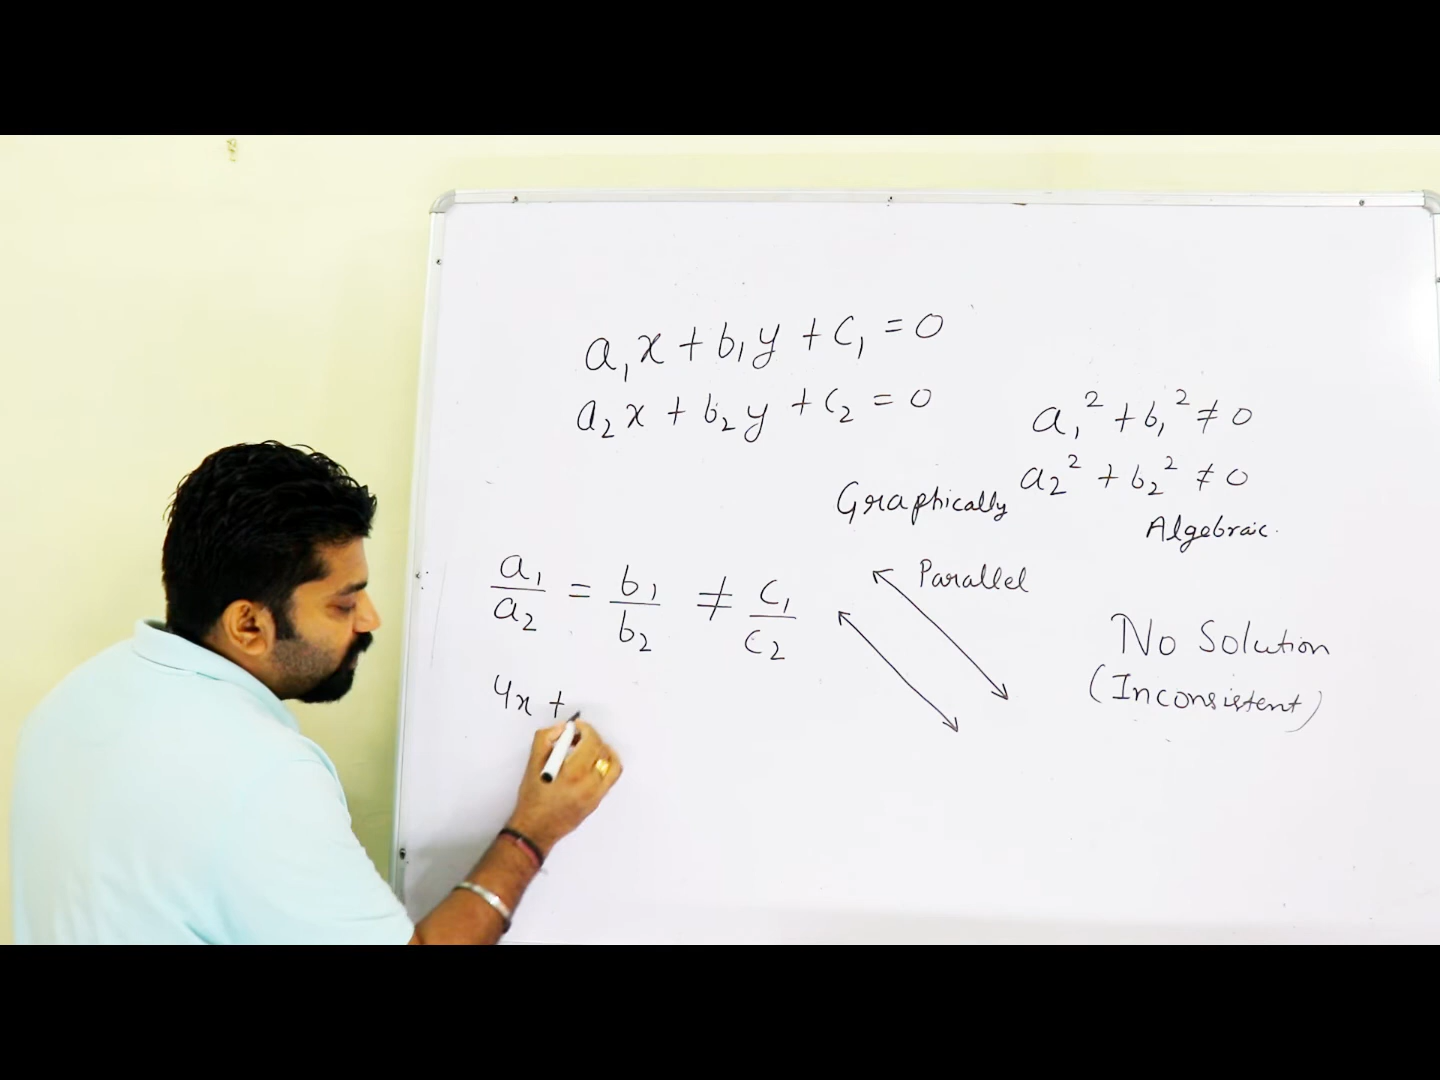 a₁x + b₁y + c₁ = 0
a₂x + b₂y + c₂ = 0
a₁² + b₁² ≠ 0
a₂² + b₂² ≠ 0
Graphically
Algebraic.
a₁/a₂ = b₁/b₂ ≠ c₁/c₂
Parallel
No Solution
(Inconsistent)
4x +